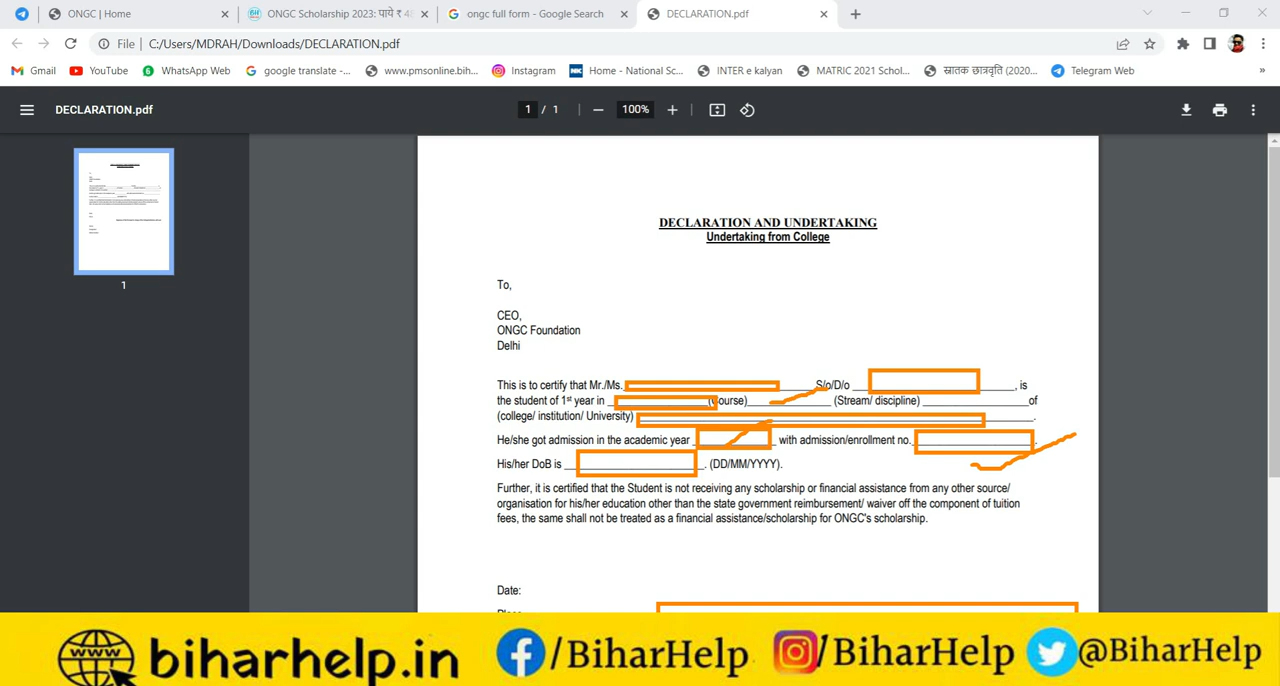 ONGC | Home
ONGC Scholarship 2023: पाये ₹ 48
ongc full form - Google Search
DECLARATION.pdf
File | C:/Users/MDRAH/Downloads/DECLARATION.pdf
Gmail YouTube WhatsApp Web google translate -... www.pmsonline.bih... Instagram Home - National Sc... INTER e kalyan MATRIC 2021 Schol... स्नातक छात्रवृति (2020... Telegram Web »
DECLARATION.pdf
1 / 1
100%
1
DECLARATION AND UNDERTAKING
Undertaking from College
To,
CEO,
ONGC Foundation
Delhi
This is to certify that Mr./Ms. S/o/D/o , is
the student of 1st year in (Course) (Stream/ discipline) of
(college/ institution/ University) .
He/she got admission in the academic year with admission/enrollment no. .
His/her DoB is . (DD/MM/YYYY).
Further, it is certified that the Student is not receiving any scholarship or financial assistance from any other source/
organisation for his/her education other than the state government reimbursement/ waiver off the component of tuition
fees, the same shall not be treated as a financial assistance/scholarship for ONGC's scholarship.
Date:
www biharhelp.in /BiharHelp /BiharHelp @BiharHelp